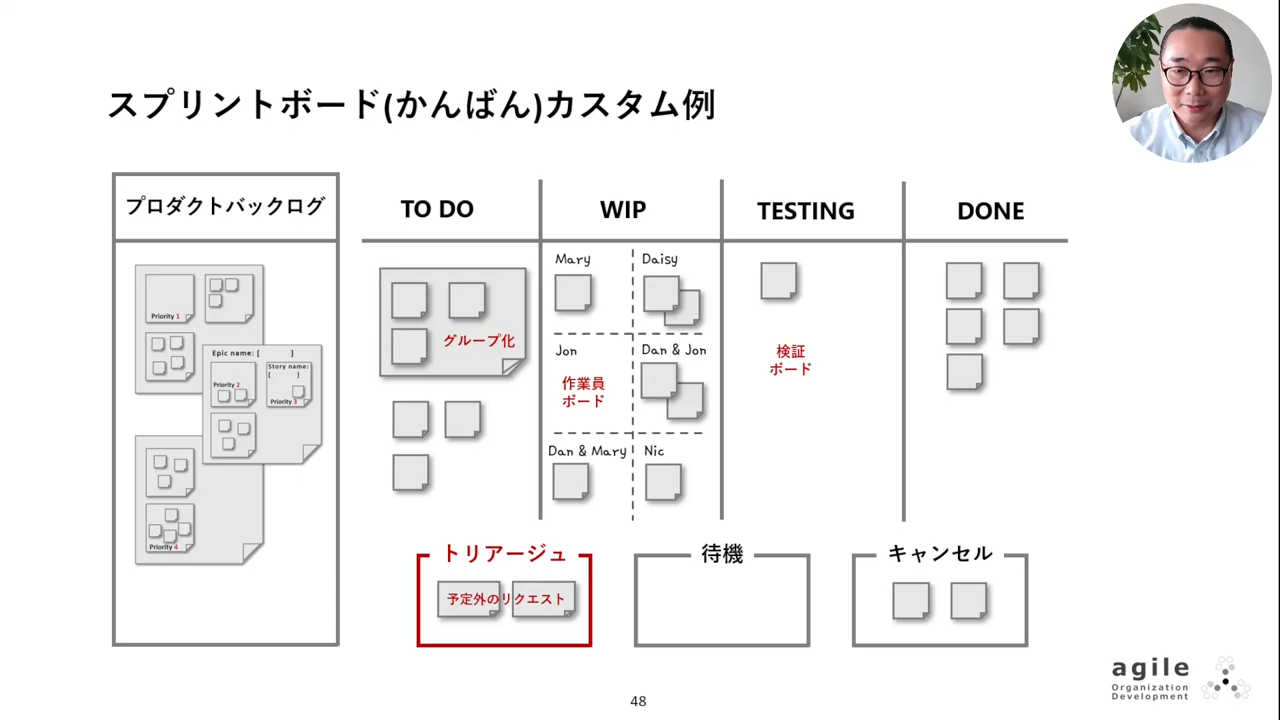 スプリントボード(かんばん)カスタム例
プロダクトバックログ
TO DO
WIP
TESTING
DONE
Priority 1
Epic name: [ ]
Story name:
[ ]
Priority 2
Priority 3
Priority 4
グループ化
Mary
Daisy
Jon
Dan & Jon
作業員
ボード
Dan & Mary
Nic
検証
ボード
トリアージュ
予定外のリクエスト
待機
キャンセル
48
agile
Organization
Development